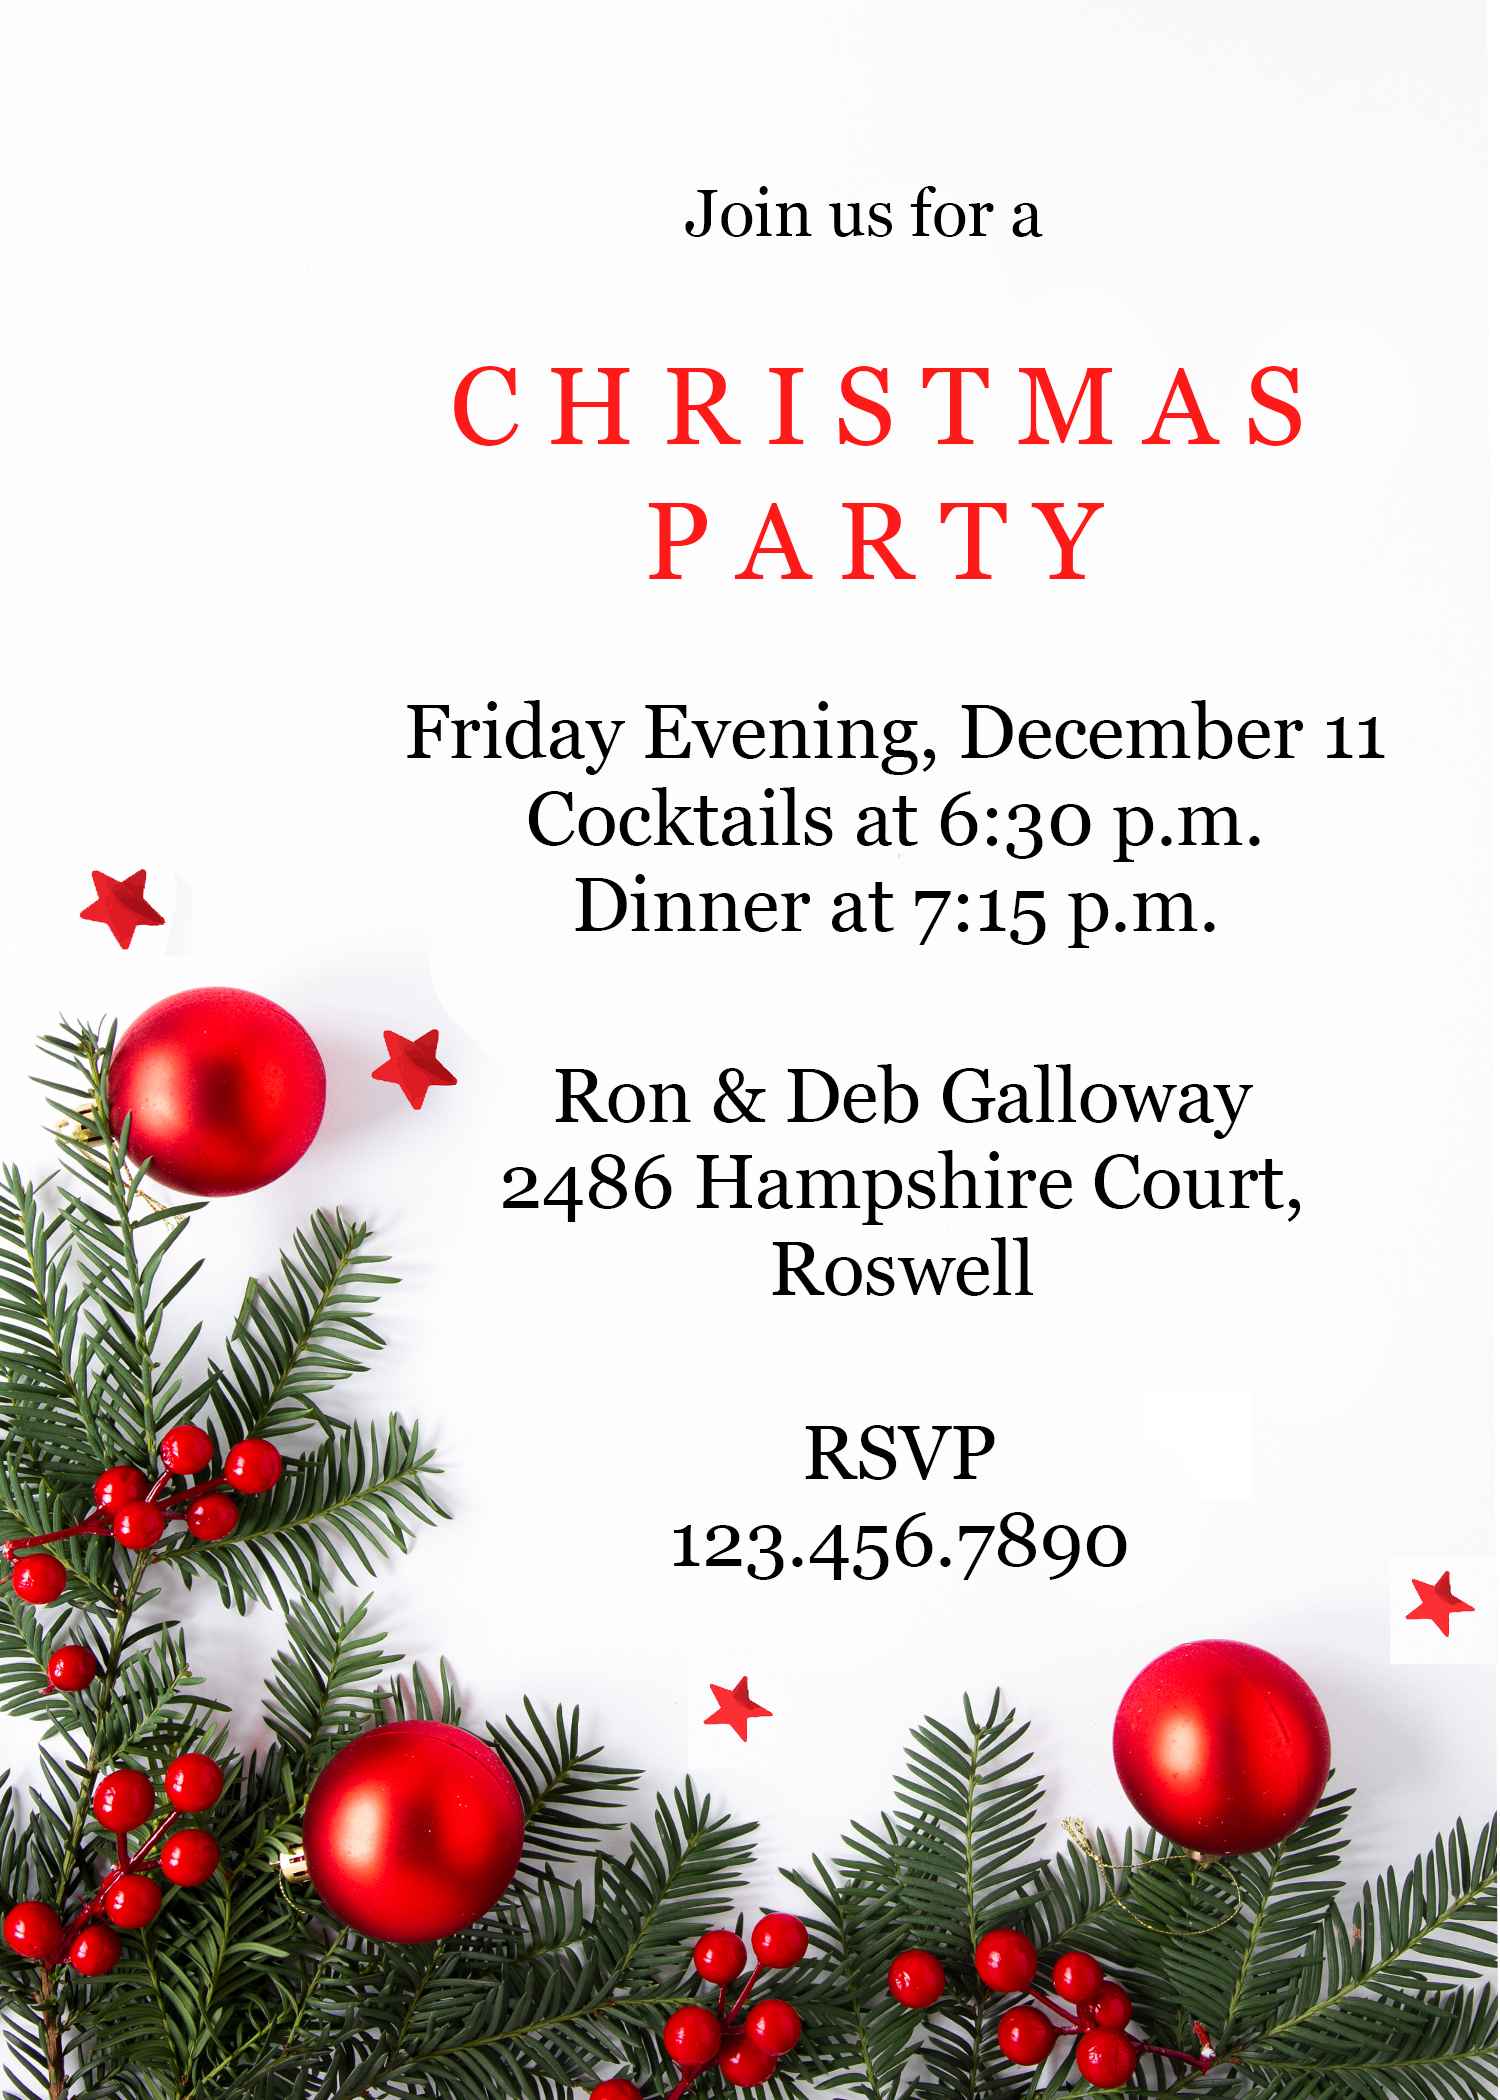 Join us for a
CHRISTMAS
PARTY
Friday Evening, December 11
Cocktails at 6:30 p.m.
Dinner at 7:15 p.m.
Ron & Deb Galloway
2486 Hampshire Court,
Roswell
RSVP
123.456.7890